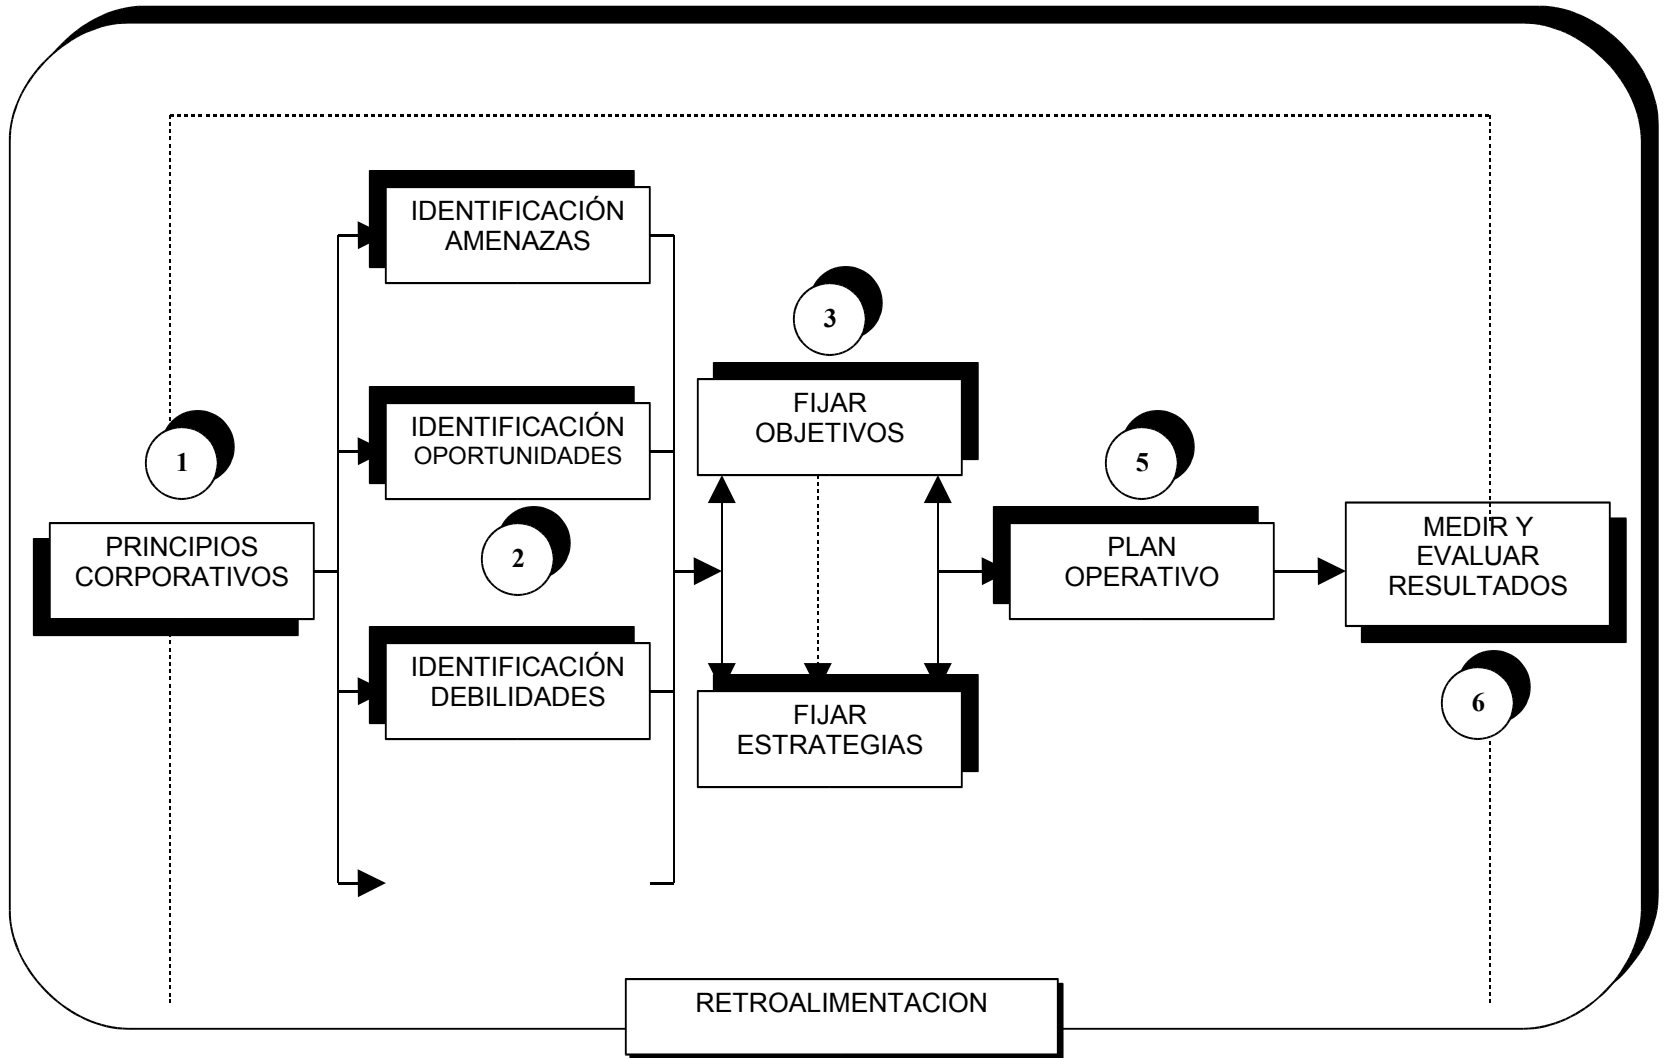 IDENTIFICACIÓN
AMENAZAS
3
IDENTIFICACIÓN
OPORTUNIDADES
FIJAR
OBJETIVOS
1
5
2
PRINCIPIOS
CORPORATIVOS
PLAN
OPERATIVO
MEDIR Y
EVALUAR
RESULTADOS
IDENTIFICACIÓN
DEBILIDADES
FIJAR
ESTRATEGIAS
6
RETROALIMENTACION